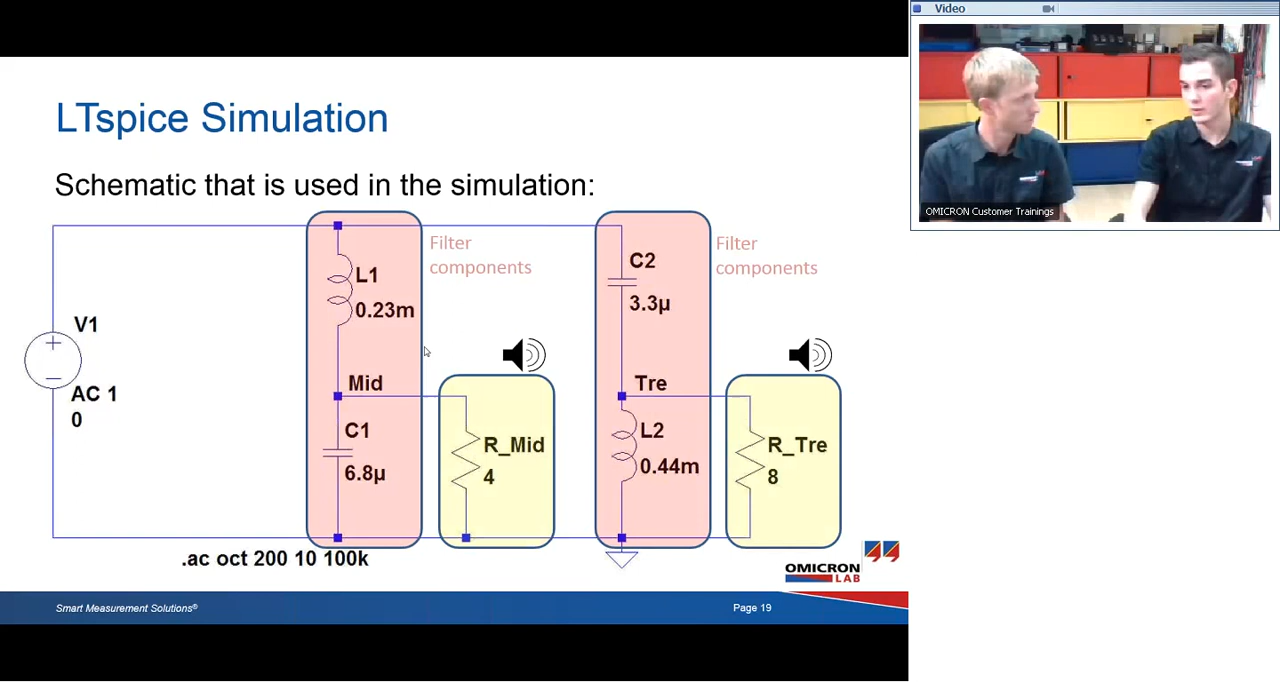 Video
LTspice Simulation
Schematic that is used in the simulation:
OMICRON Customer Trainings
Filter
components
Filter
components
L1
0.23m
C2
3.3µ
V1
AC 1
0
Mid
Tre
C1
6.8µ
R_Mid
4
L2
0.44m
R_Tre
8
.ac oct 200 10 100k
OMICRON
LAB
Smart Measurement Solutions®
Page 19